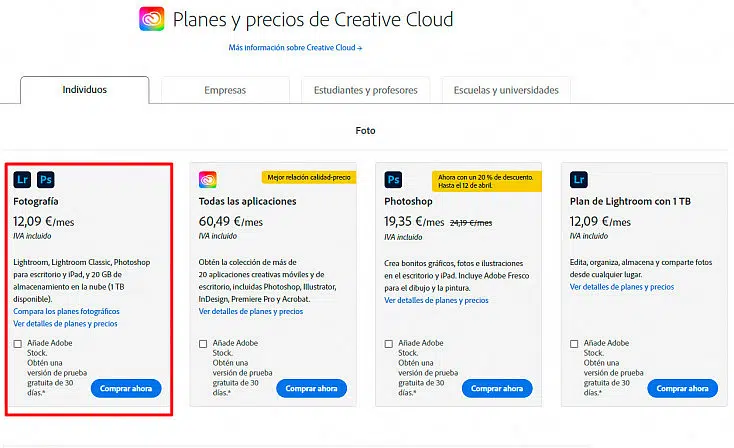 Planes y precios de Creative Cloud
Más información sobre Creative Cloud →
Individuos
Empresas
Estudiantes y profesores
Escuelas y universidades
Foto
Lr Ps
Fotografía
12,09 €/mes
IVA incluido
Lightroom, Lightroom Classic, Photoshop
para escritorio y iPad, y 20 GB de
almacenamiento en la nube (1 TB
disponible).
Compara los planes fotográficos
Ver detalles de planes y precios
Añade Adobe
Stock.
Obtén una
versión de prueba
gratuita de 30
días.*
Comprar ahora
Mejor relación calidad-precio
Todas las aplicaciones
60,49 €/mes
IVA incluido
Obtén la colección de más de
20 aplicaciones creativas móviles y de
escritorio, incluidas Photoshop, Illustrator,
InDesign, Premiere Pro y Acrobat.
Ver detalles de planes y precios
Añade Adobe
Stock.
Obtén una
versión de prueba
gratuita de 30
días.*
Comprar ahora
Ps
Ahora con un 20 % de descuento.
Hasta el 12 de abril.
Photoshop
19,35 €/mes 24,19 €/mes
IVA incluido
Crea bonitos gráficos, fotos e ilustraciones
en el escritorio y iPad. Incluye Adobe Fresco
para el dibujo y la pintura.
Ver detalles de planes y precios
Añade Adobe
Stock.
Obtén una
versión de prueba
gratuita de 30
días.*
Comprar ahora
Lr
Plan de Lightroom con 1 TB
12,09 €/mes
IVA incluido
Edita, organiza, almacena y comparte fotos
desde cualquier lugar.
Ver detalles de planes y precios
Añade Adobe
Stock.
Obtén una
versión de prueba
gratuita de 30
días.*
Comprar ahora